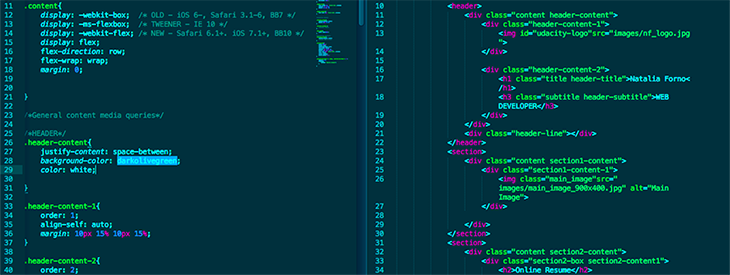 11 .content{
12 display: -webkit-box; /* OLD - iOS 6-, Safari 3.1-6, BB7 */
13 display: -ms-flexbox; /* TWEENER - IE 10 */
14 display: -webkit-flex; /* NEW - Safari 6.1+. iOS 7.1+, BB10 */
15 display: flex;
16 flex-direction: row;
17 flex-wrap: wrap;
18 margin: 0;
19
20
21 }
22
23 /*General content media queries*/
24
25 /*HEADER*/
26 .header-content{
27 justify-content: space-between;
28 background-color: darkolivegreen;
29 color: white;
30
31 }
32
33 .header-content-1{
34 order: 1;
35 align-self: auto;
36 margin: 10px 15% 10px 15%;
37 }
38
39 .header-content-2{
40 order: 2;
10 <header>
11 <div class="content header-content">
12 <div class="header-content-1">
13 <img id="udacity-logo"src="images/nf_logo.jpg
">
14 </div>
15
16 <div class="header-content-2">
17 <h1 class="title header-title">Natalia Forno<
/h1>
18 <h3 class="subtitle header-subtitle">WEB
DEVELOPER</h3>
19 </div>
20 </div>
21 <div class="header-line"></div>
22 </header>
23 <section>
24 <div class="content section1-content">
25 <div class="section1-content-1">
26 <img class="main_image"src="
images/main_image_900x400.jpg" alt="Main
Image">
27 </div>
28
29 </div>
30 </section>
31 <section>
32 <div class="content section2-content">
33 <div class="section2-box section2-content1">
34 <h2>Online Resume</h2>